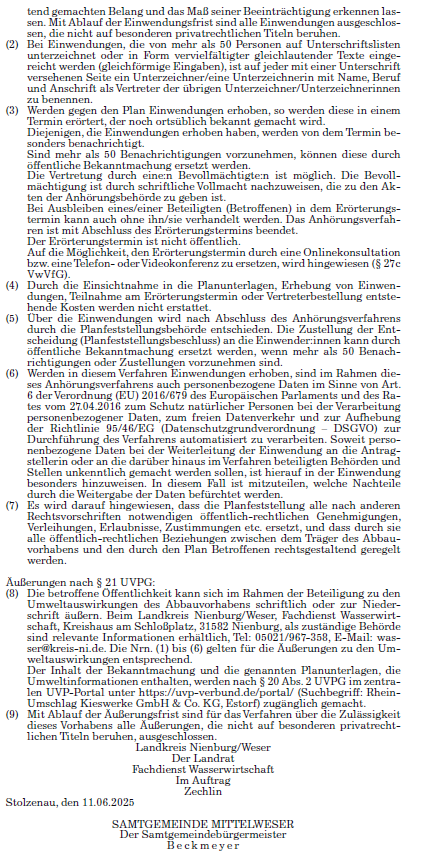 tend gemachten Belang und das Maß seiner Beeinträchtigung erkennen las-
sen. Mit Ablauf der Einwendungsfrist sind alle Einwendungen ausgeschlos-
sen, die nicht auf besonderen privatrechtlichen Titeln beruhen.
(2) Bei Einwendungen, die von mehr als 50 Personen auf Unterschriftslisten
unterzeichnet oder in Form vervielfältigter gleichlautender Texte einge-
reicht werden (gleichförmige Eingaben), ist auf jeder mit einer Unterschrift
versehenen Seite ein Unterzeichner/eine Unterzeichnerin mit Name, Beruf
und Anschrift als Vertreter der übrigen Unterzeichner/Unterzeichnerinnen
zu benennen.
(3) Werden gegen den Plan Einwendungen erhoben, so werden diese in einem
Termin erörtert, der noch ortsüblich bekannt gemacht wird.
Diejenigen, die Einwendungen erhoben haben, werden von dem Termin be-
sonders benachrichtigt.
Sind mehr als 50 Benachrichtigungen vorzunehmen, können diese durch
öffentliche Bekanntmachung ersetzt werden.
Die Vertretung durch eine:n Bevollmächtigte:n ist möglich. Die Bevoll-
mächtigung ist durch schriftliche Vollmacht nachzuweisen, die zu den Ak-
ten der Anhörungsbehörde zu geben ist.
Bei Ausbleiben eines/einer Beteiligten (Betroffenen) in dem Erörterungs-
termin kann auch ohne ihn/sie verhandelt werden. Das Anhörungsverfah-
ren ist mit Abschluss des Erörterungstermins beendet.
Der Erörterungstermin ist nicht öffentlich.
Auf die Möglichkeit, den Erörterungstermin durch eine Onlinekonsultation
bzw. eine Telefon- oder Videokonferenz zu ersetzen, wird hingewiesen (§ 27c
VwVfG).
(4) Durch die Einsichtnahme in die Planunterlagen, Erhebung von Einwen-
dungen, Teilnahme am Erörterungstermin oder Vertreterbestellung entste-
hende Kosten werden nicht erstattet.
(5) Über die Einwendungen wird nach Abschluss des Anhörungsverfahrens
durch die Planfeststellungsbehörde entschieden. Die Zustellung der Ent-
scheidung (Planfeststellungsbeschluss) an die Einwender:innen kann durch
öffentliche Bekanntmachung ersetzt werden, wenn mehr als 50 Benach-
richtigungen oder Zustellungen vorzunehmen sind.
(6) Werden in diesem Verfahren Einwendungen erhoben, sind im Rahmen die-
ses Anhörungsverfahrens auch personenbezogene Daten im Sinne von Art.
6 der Verordnung (EU) 2016/679 des Europäischen Parlaments und des Ra-
tes vom 27.04.2016 zum Schutz natürlicher Personen bei der Verarbeitung
personenbezogener Daten, zum freien Datenverkehr und zur Aufhebung
der Richtlinie 95/46/EG (Datenschutzgrundverordnung – DSGVO) zur
Durchführung des Verfahrens automatisiert zu verarbeiten. Soweit perso-
nenbezogene Daten bei der Weiterleitung der Einwendung an die Antrag-
stellerin oder an die darüber hinaus im Verfahren beteiligten Behörden und
Stellen unkenntlich gemacht werden sollen, ist hierauf in der Einwendung
besonders hinzuweisen. In diesem Fall ist mitzuteilen, welche Nachteile
durch die Weitergabe der Daten befürchtet werden.
(7) Es wird darauf hingewiesen, dass die Planfeststellung alle nach anderen
Rechtsvorschriften notwendigen öffentlich-rechtlichen Genehmigungen,
Verleihungen, Erlaubnisse, Zustimmungen etc. ersetzt, und dass durch sie
alle öffentlich-rechtlichen Beziehungen zwischen dem Träger des Abbau-
vorhabens und den durch den Plan Betroffenen rechtsgestaltend geregelt
werden.
Äußerungen nach § 21 UVPG:
(8) Die betroffene Öffentlichkeit kann sich im Rahmen der Beteiligung zu den
Umweltauswirkungen des Abbauvorhabens schriftlich oder zur Nieder-
schrift äußern. Beim Landkreis Nienburg/Weser, Fachdienst Wasserwirt-
schaft, Kreishaus am Schloßplatz, 31582 Nienburg, als zuständige Behörde
sind relevante Informationen erhältlich, Tel: 05021/967-358, E-Mail: was-
ser@kreis-ni.de. Die Nrn. (1) bis (6) gelten für die Äußerungen zu den Um-
weltauswirkungen entsprechend.
Der Inhalt der Bekanntmachung und die genannten Planunterlagen, die
Umweltinformationen enthalten, werden nach § 20 Abs. 2 UVPG im zentra-
len UVP-Portal unter https://uvp-verbund.de/portal/ (Suchbegriff: Rhein-
Umschlag Kieswerke GmbH & Co. KG, Estorf) zugänglich gemacht.
(9) Mit Ablauf der Äußerungsfrist sind für das Verfahren über die Zulässigkeit
dieses Vorhabens alle Äußerungen, die nicht auf besonderen privatrecht-
lichen Titeln beruhen, ausgeschlossen.
Landkreis Nienburg/Weser
Der Landrat
Fachdienst Wasserwirtschaft
Im Auftrag
Zechlin
Stolzenau, den 11.06.2025
SAMTGEMEINDE MITTELWESER
Der Samtgemeindebürgermeister
Beckmeyer